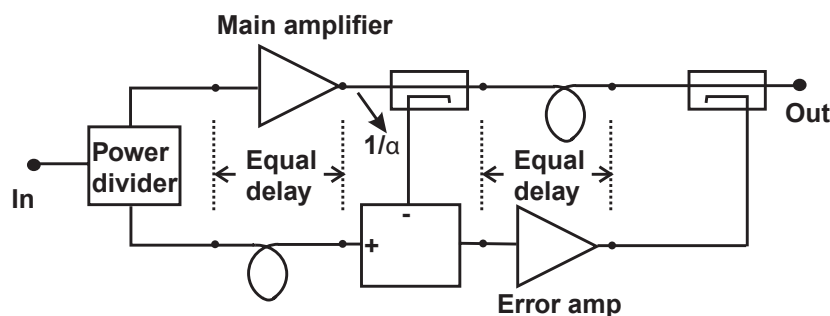 Main amplifier
Power
divider
In
Equal
delay
1/α
Equal
delay
Out
-
+
Error amp